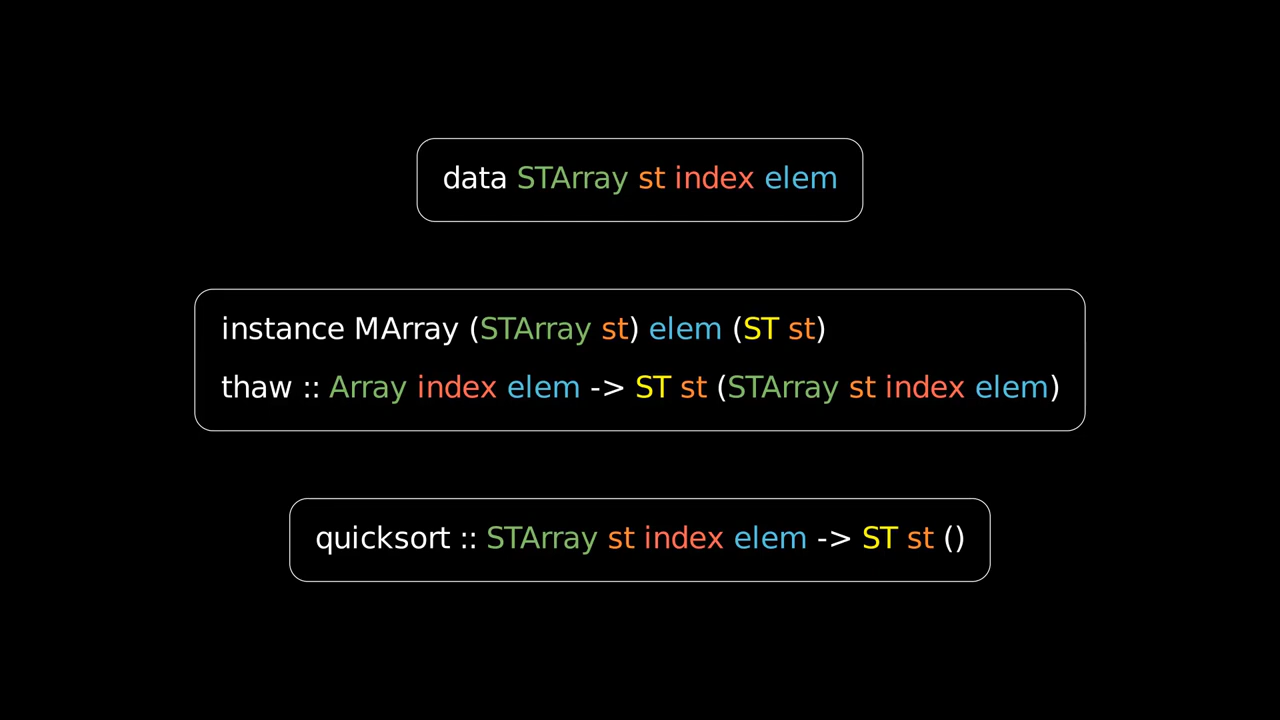 data STArray st index elem
instance MArray (STArray st) elem (ST st)
thaw :: Array index elem -> ST st (STArray st index elem)
quicksort :: STArray st index elem -> ST st ()